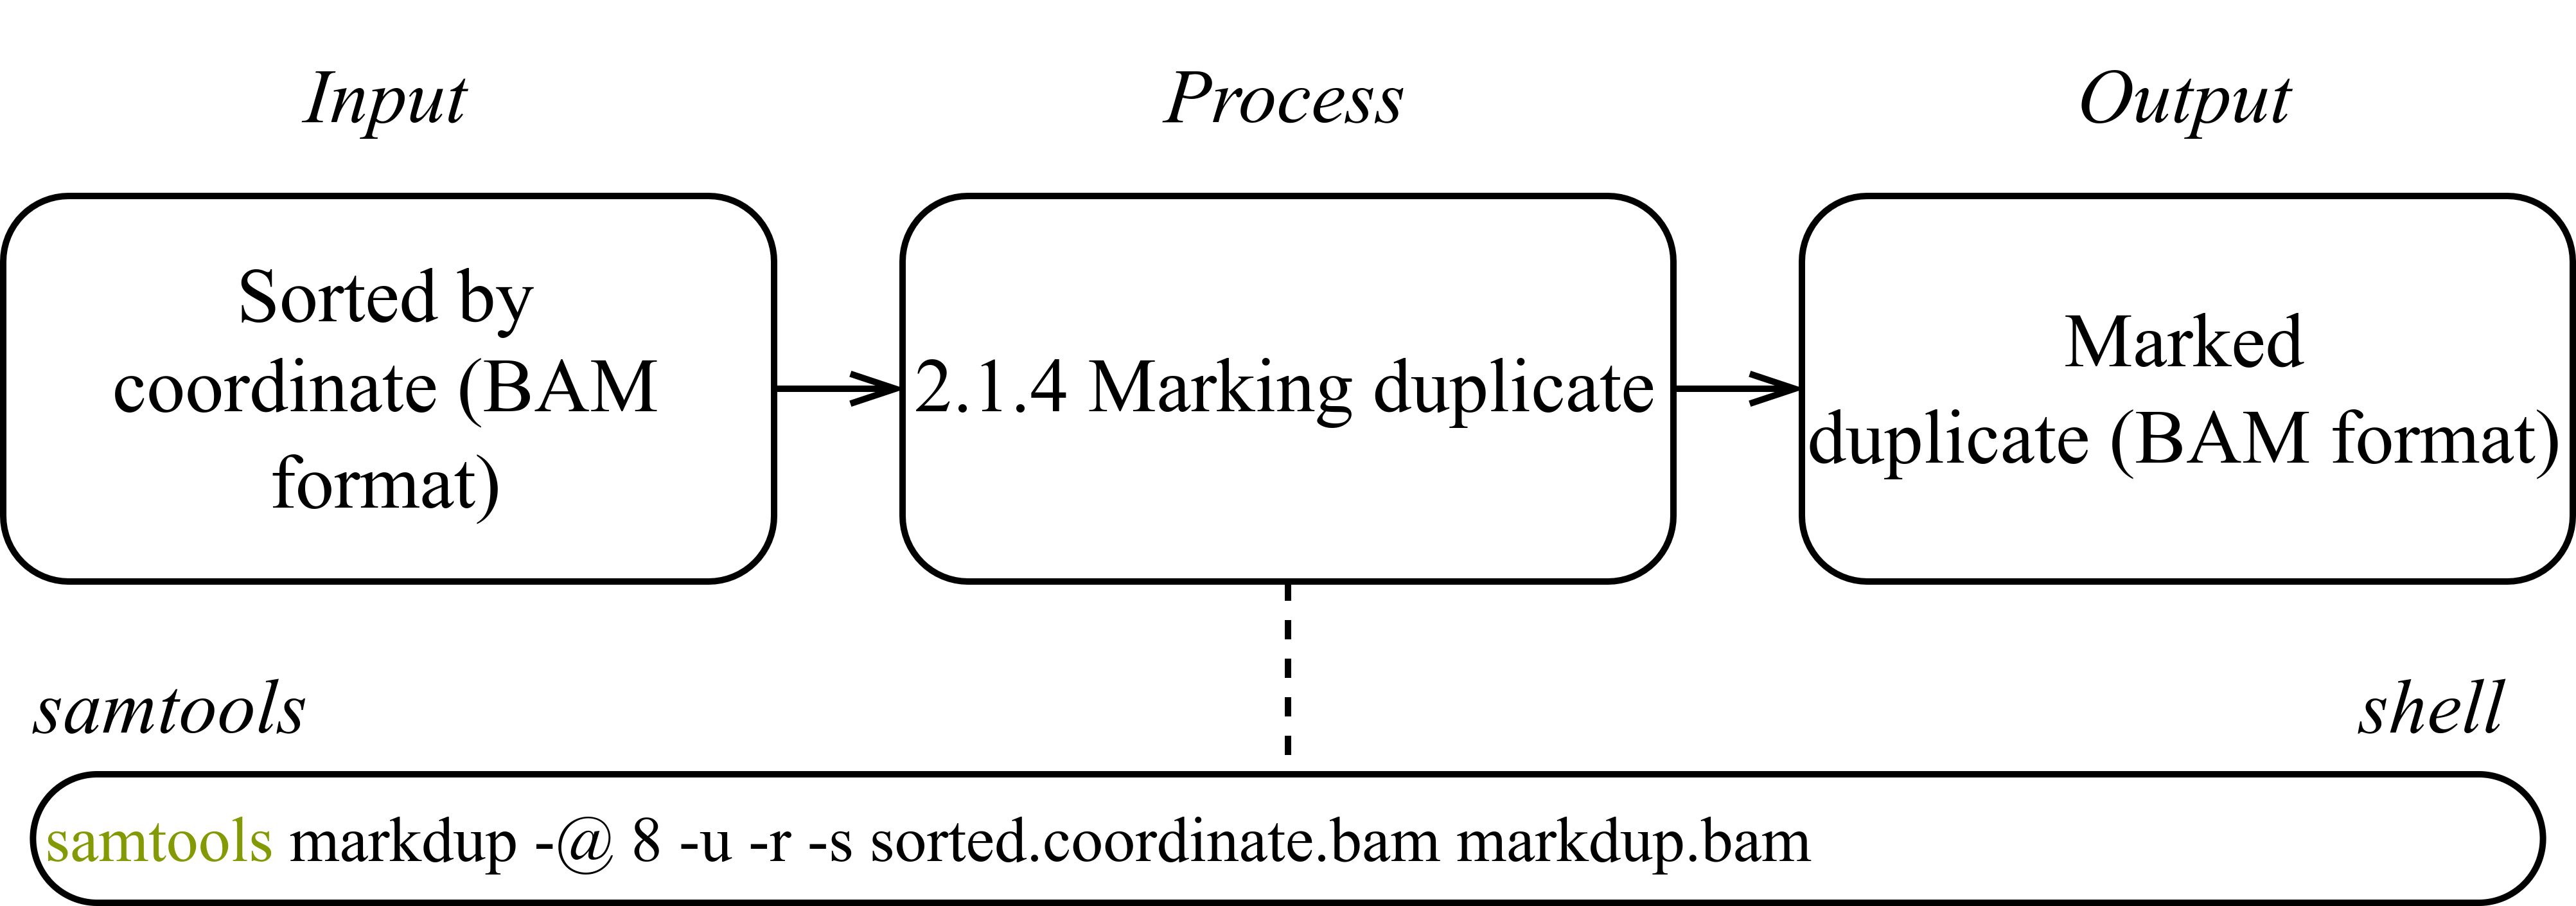 Input
Process
Output
Sorted by
coordinate (BAM
format)
2.1.4 Marking duplicate
Marked
duplicate (BAM format)
samtools
shell
samtools markdup -@ 8 -u -r -s sorted.coordinate.bam markdup.bam